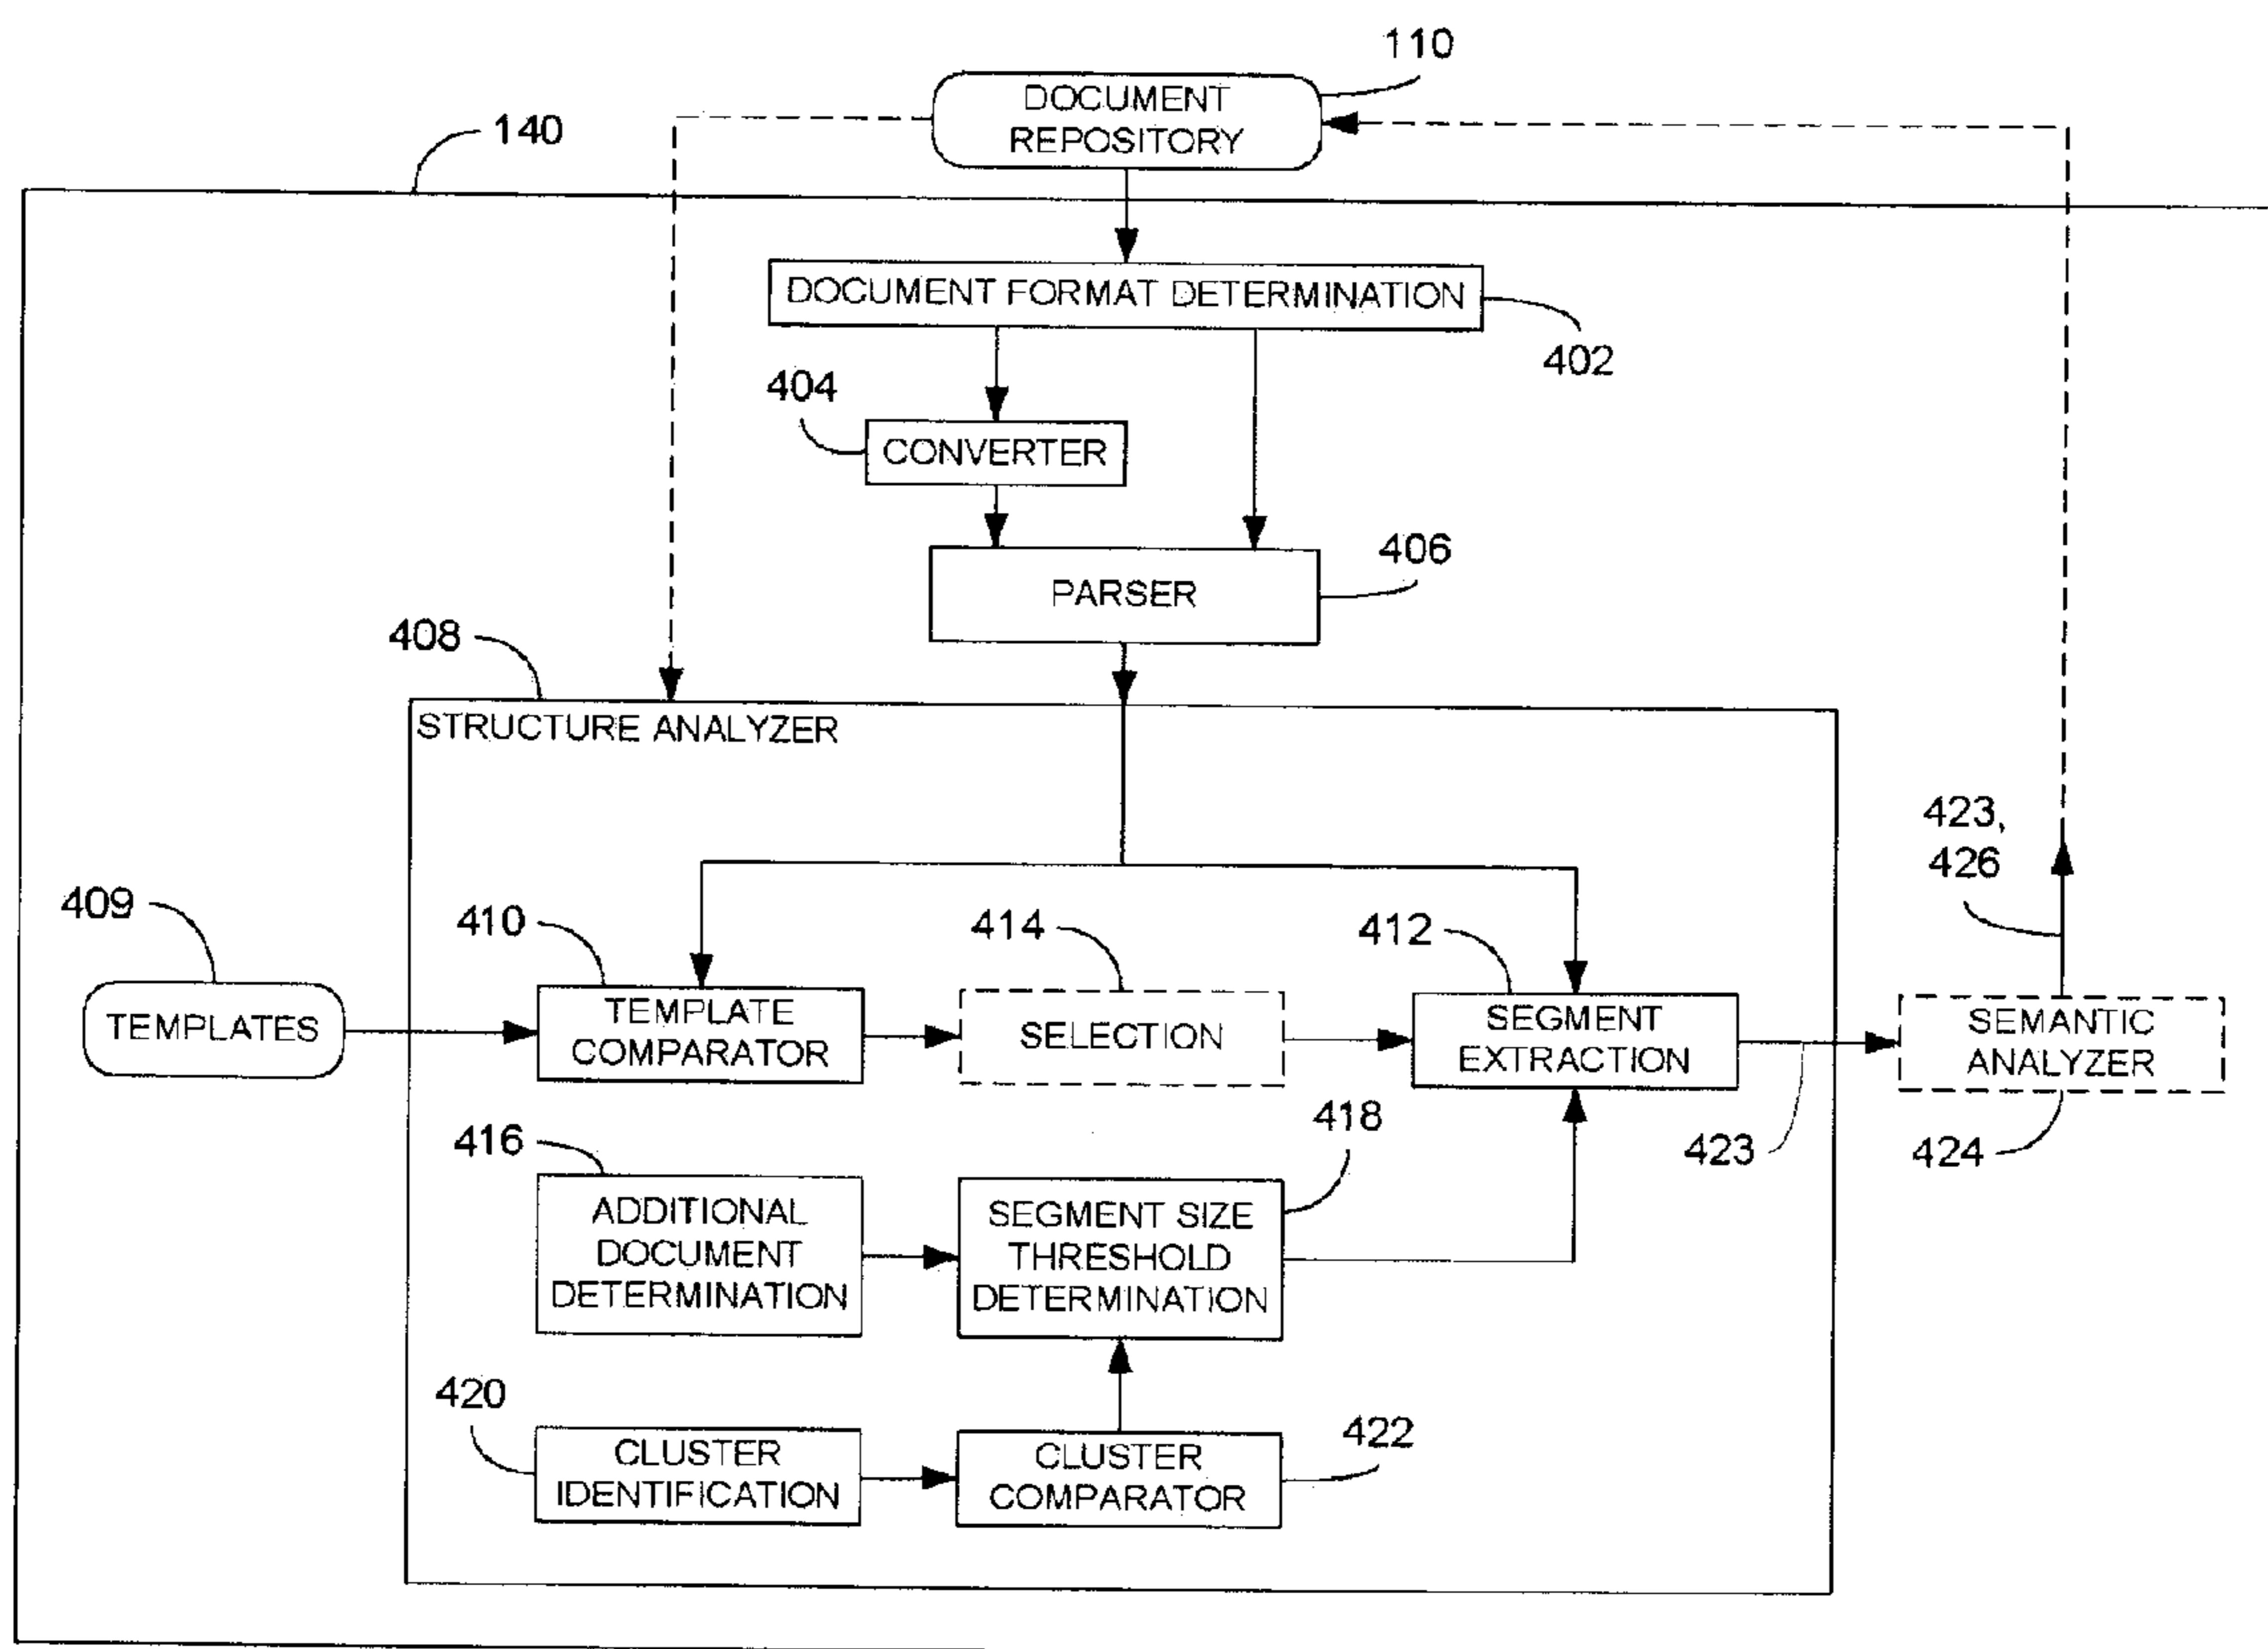 110
DOCUMENT
REPOSITORY
140
DOCUMENT FORMAT DETERMINATION
402
404
CONVERTER
406
PARSER
408
STRUCTURE ANALYZER
423,
426
409
410
414
412
TEMPLATES
TEMPLATE
COMPARATOR
SELECTION
SEGMENT
EXTRACTION
SEMANTIC
ANALYZER
416
418
423
424
ADDITIONAL
DOCUMENT
DETERMINATION
SEGMENT SIZE
THRESHOLD
DETERMINATION
420
422
CLUSTER
IDENTIFICATION
CLUSTER
COMPARATOR